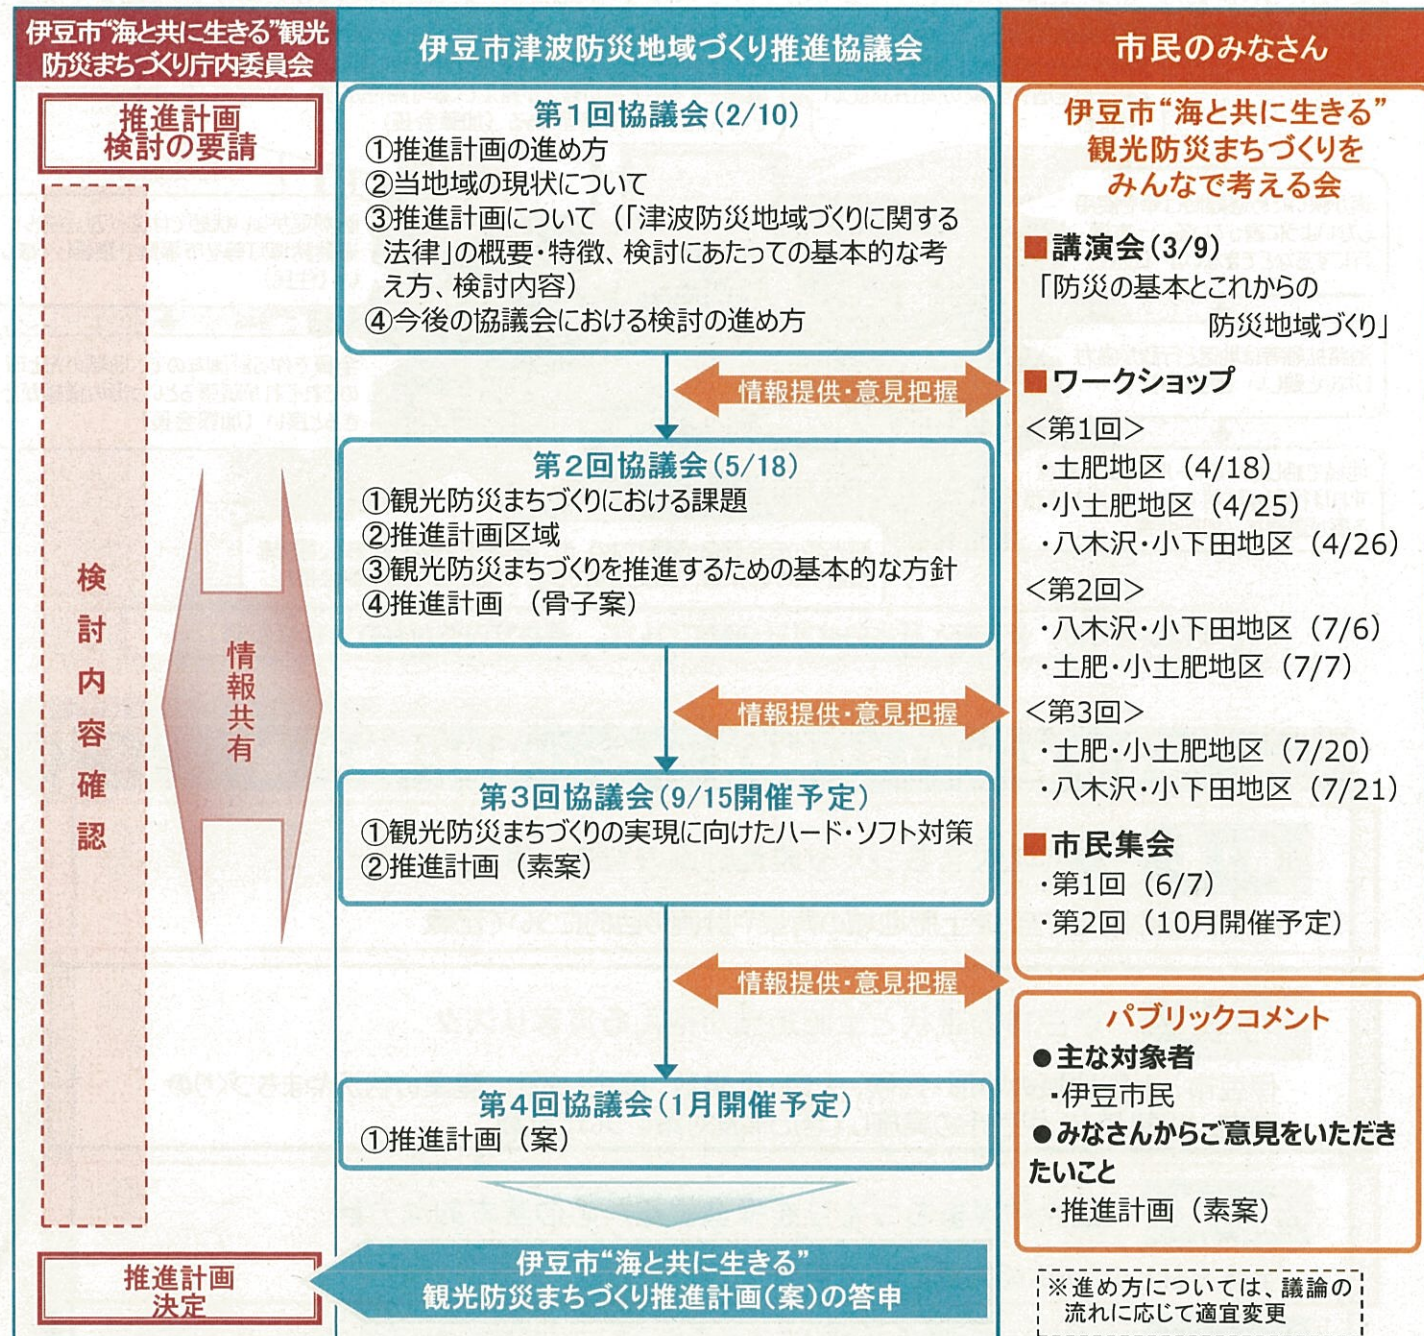 伊豆市“海と共に生きる”観光
防災まちづくり庁内委員会
推進計画
検討の要請
検討内容確認
情報共有
推進計画
決定
伊豆市津波防災地域づくり推進協議会
第1回協議会(2/10)
①推進計画の進め方
②当地域の現状について
③推進計画について（「津波防災地域づくりに関する
法律」の概要・特徴、検討にあたっての基本的な考
え方、検討内容）
④今後の協議会における検討の進め方
情報提供・意見把握
第2回協議会(5/18)
①観光防災まちづくりにおける課題
②推進計画区域
③観光防災まちづくりを推進するための基本的な方針
④推進計画　（骨子案）
情報提供・意見把握
第3回協議会(9/15開催予定)
①観光防災まちづくりの実現に向けたハード・ソフト対策
②推進計画（素案）
情報提供・意見把握
第4回協議会(1月開催予定)
①推進計画（案）
伊豆市“海と共に生きる”
観光防災まちづくり推進計画(案)の答申
市民のみなさん
伊豆市“海と共に生きる”
観光防災まちづくりを
みんなで考える会
■講演会(3/9)
「防災の基本とこれからの
防災地域づくり」
■ワークショップ
<第1回>
・土肥地区（4/18）
・小土肥地区（4/25）
・八木沢・小下田地区（4/26）
<第2回>
・八木沢・小下田地区（7/6）
・土肥・小土肥地区（7/7）
<第3回>
・土肥・小土肥地区（7/20）
・八木沢・小下田地区（7/21）
■市民集会
・第1回（6/7）
・第2回（10月開催予定）
パブリックコメント
●主な対象者
・伊豆市民
●みなさんからご意見をいただき
たいこと
・推進計画（素案）
※進め方については、議論の
流れに応じて適宜変更